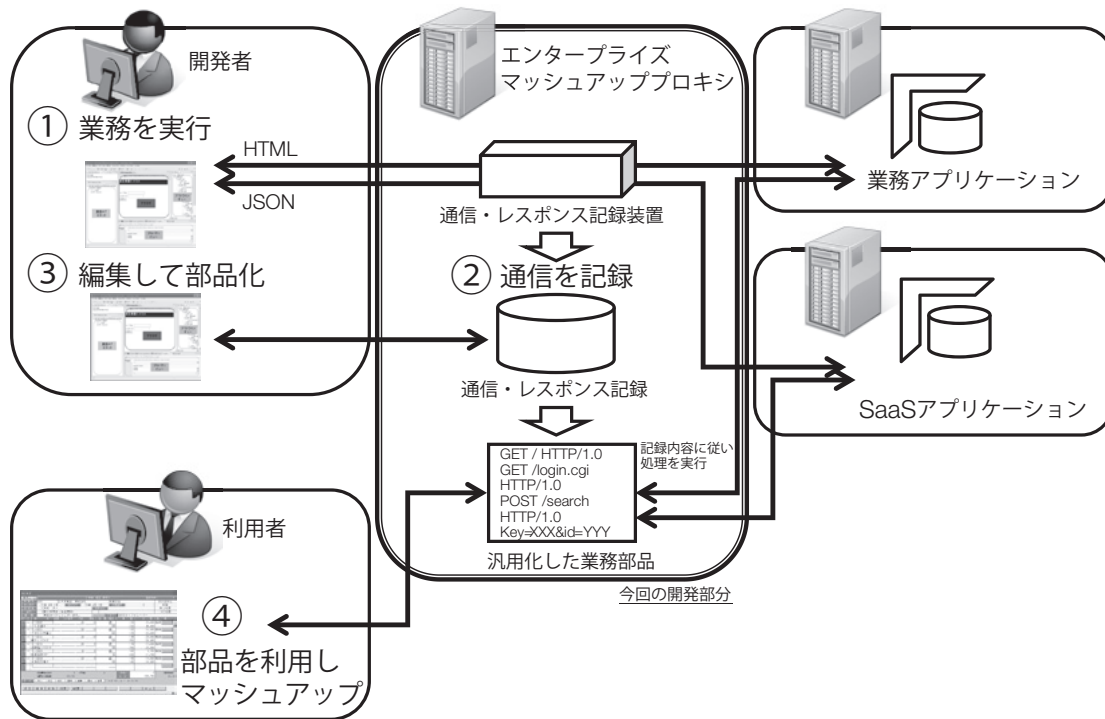 開発者
① 業務を実行
HTML
JSON
③ 編集して部品化
エンタープライズ
マッシュアッププロキシ
通信・レスポンス記録装置
② 通信を記録
通信・レスポンス記録
GET / HTTP/1.0
GET /login.cgi
HTTP/1.0
POST /search
HTTP/1.0
Key=XXX&id=YYY
汎用化した業務部品
記録内容に従い
処理を実行
今回の開発部分
業務アプリケーション
SaaSアプリケーション
利用者
④
部品を利用し
マッシュアップ